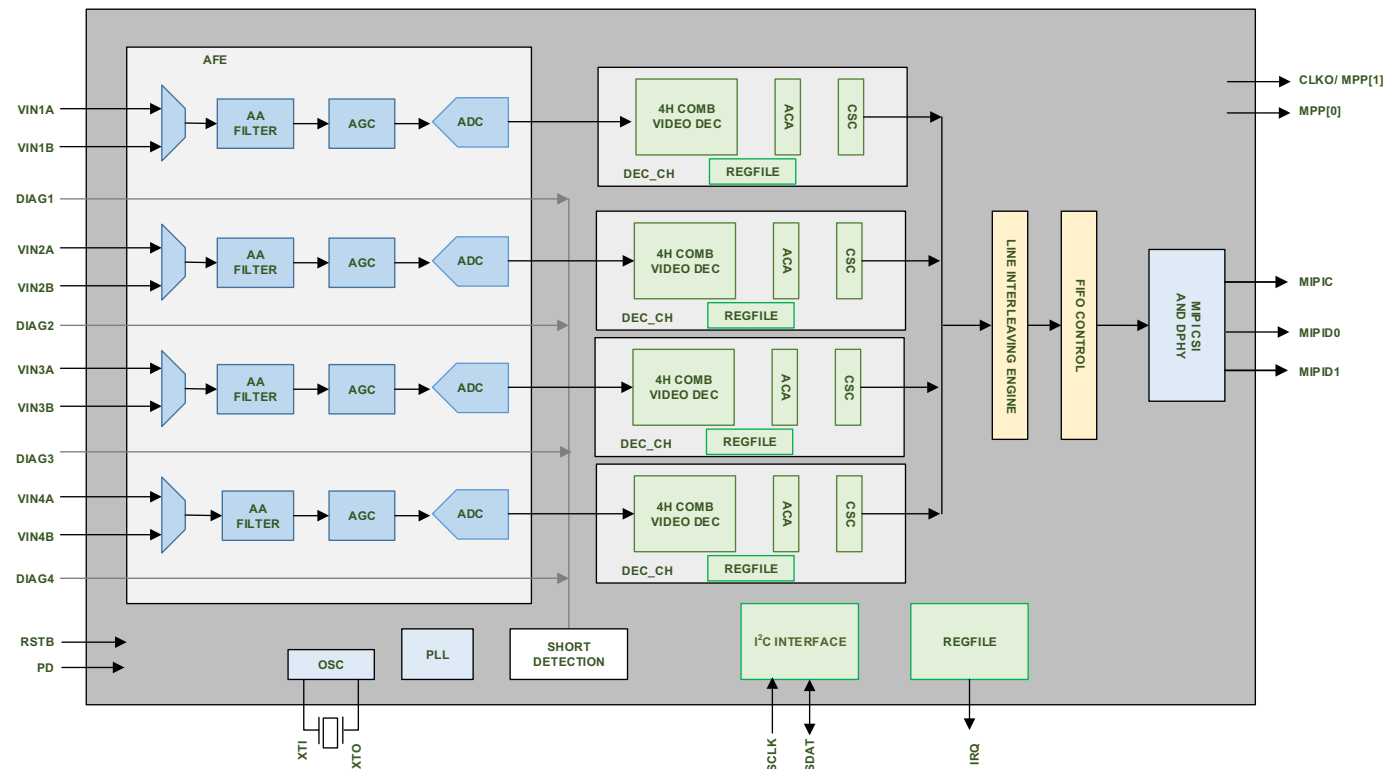 AFE
CLKO/ MPP[1]
MPP[0]
VIN1A
VIN1B
AA
FILTER
AGC
ADC
4H COMB
VIDEO DEC
ACA
CSC
REGFILE
DEC_CH
DIAG1
VIN2A
VIN2B
AA
FILTER
AGC
ADC
4H COMB
VIDEO DEC
ACA
CSC
REGFILE
DEC_CH
DIAG2
VIN3A
VIN3B
AA
FILTER
AGC
ADC
4H COMB
VIDEO DEC
ACA
CSC
REGFILE
DEC_CH
DIAG3
VIN4A
VIN4B
AA
FILTER
AGC
ADC
4H COMB
VIDEO DEC
ACA
CSC
REGFILE
DEC_CH
DIAG4
LINE INTERLEAVING ENGINE
FIFO CONTROL
MIPI CSI
AND DPHY
MIPIC
MIPID0
MIPID1
RSTB
PD
OSC
PLL
SHORT
DETECTION
I²C INTERFACE
REGFILE
XTI
XTO
SCLK
SDAT
IRQ